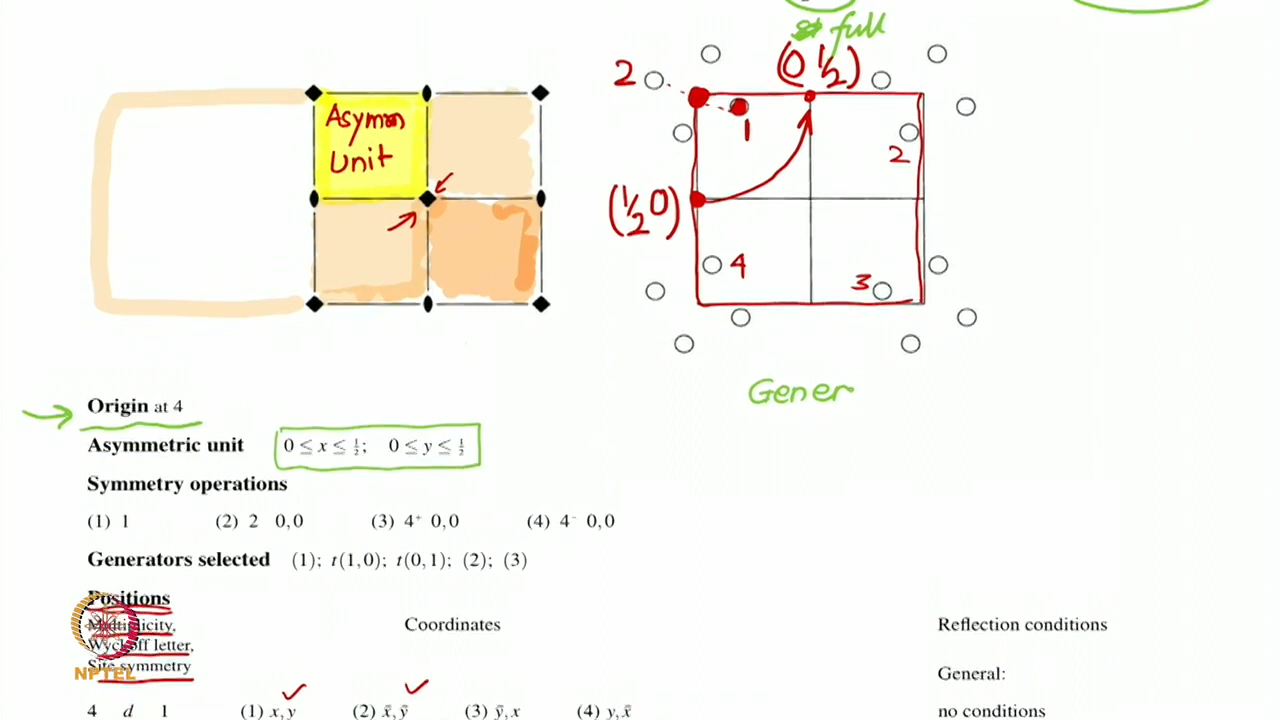 full
2
(0 ½)
Asymm
Unit
1
2
(½ 0)
4
3
Gener
Origin at 4
Asymmetric unit 0 ≤ x ≤ ½; 0 ≤ y ≤ ½
Symmetry operations
(1) 1 (2) 2 0,0 (3) 4⁺ 0,0 (4) 4⁻ 0,0
Generators selected (1); t(1,0); t(0,1); (2); (3)
Positions
Multiplicity,
Wyckoff letter,
Site symmetry
Coordinates
Reflection conditions
NPTEL
General:
4 d 1 (1) x,y (2) x̄,ȳ (3) ȳ,x (4) y,x̄
no conditions